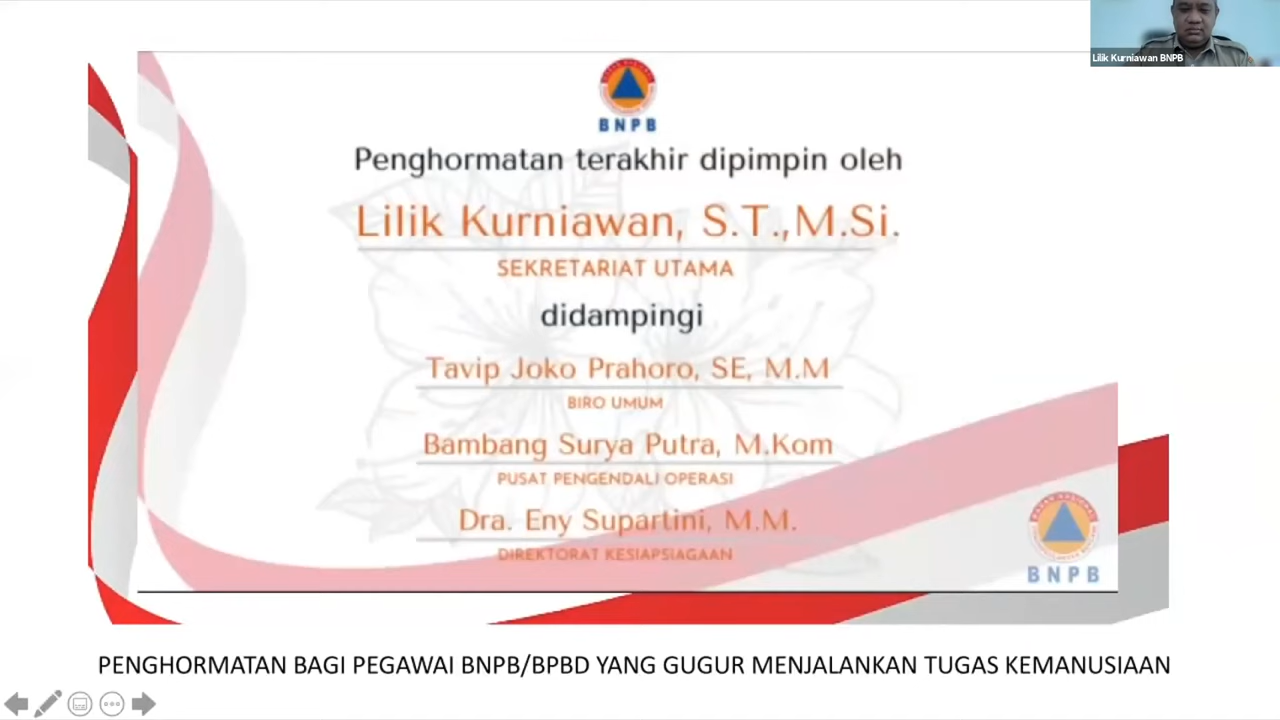 Lilik Kurniawan BNPB
BNPB
Penghormatan terakhir dipimpin oleh
Lilik Kurniawan, S.T.,M.Si.
SEKRETARIAT UTAMA
didampingi
Tavip Joko Prahoro, SE, M.M
BIRO UMUM
Bambang Surya Putra, M.Kom
PUSAT PENGENDALI OPERASI
Dra. Eny Supartini, M.M.
DIREKTORAT KESIAPSIAGAAN
BNPB
PENGHORMATAN BAGI PEGAWAI BNPB/BPBD YANG GUGUR MENJALANKAN TUGAS KEMANUSIAAN